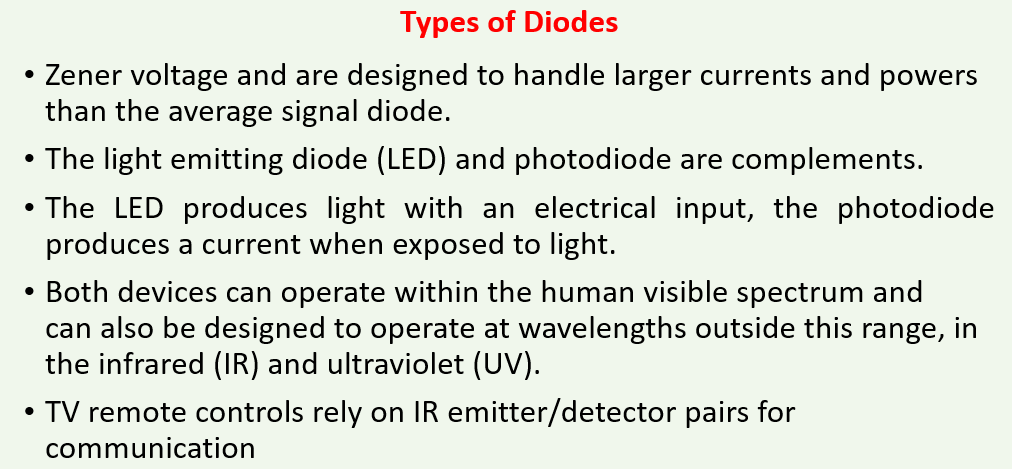 Types of Diodes
• Zener voltage and are designed to handle larger currents and powers
than the average signal diode.
• The light emitting diode (LED) and photodiode are complements.
• The LED produces light with an electrical input, the photodiode
produces a current when exposed to light.
• Both devices can operate within the human visible spectrum and
can also be designed to operate at wavelengths outside this range, in
the infrared (IR) and ultraviolet (UV).
• TV remote controls rely on IR emitter/detector pairs for
communication